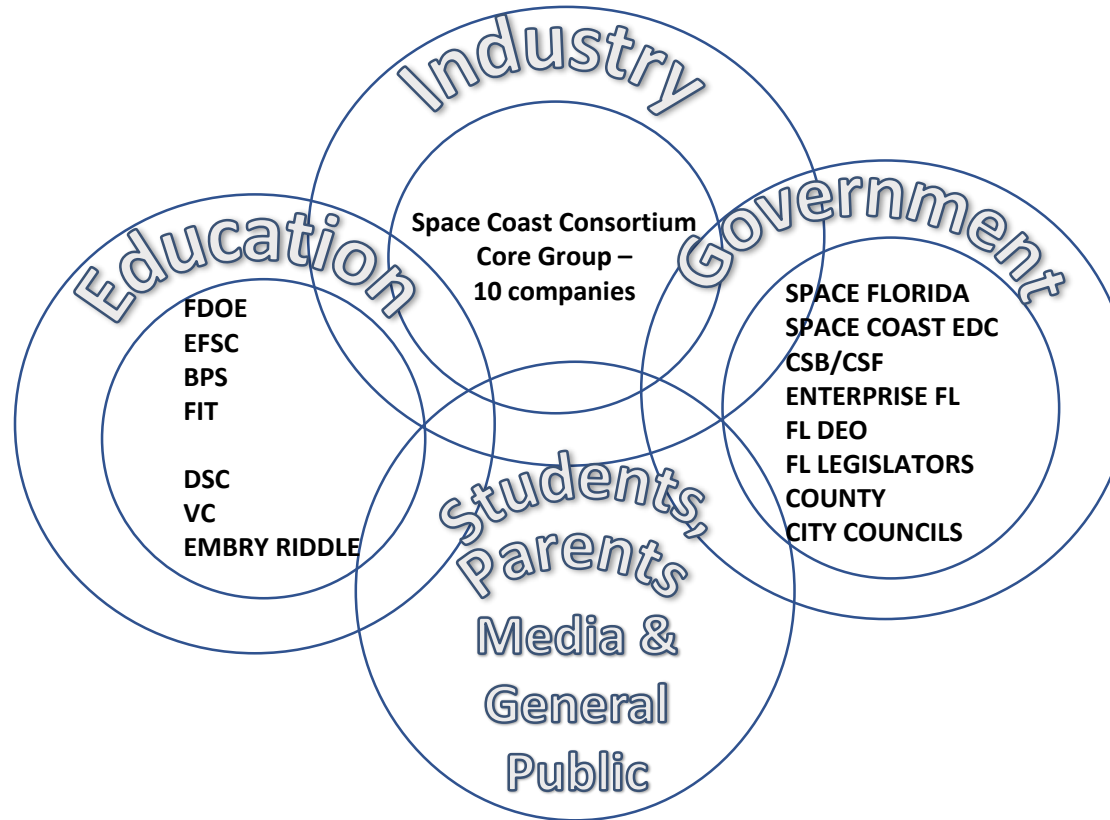 Industry
Space Coast Consortium
Core Group –
10 companies
Education
FDOE
EFSC
BPS
FIT
DSC
VC
EMBRY RIDDLE
Government
SPACE FLORIDA
SPACE COAST EDC
CSB/CSF
ENTERPRISE FL
FL DEO
FL LEGISLATORS
COUNTY
CITY COUNCILS
Students,
Parents
Media &
General
Public